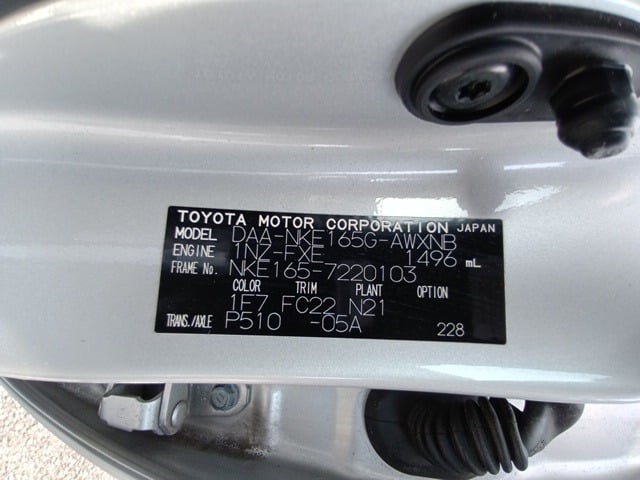 TOYOTA MOTOR CORPORATION JAPAN
MODEL DAA-NKE165G-AWXNB
ENGINE 1NZ-FXE 1496 mL
FRAME No. NKE165-7220103
COLOR TRIM PLANT OPTION
1F7 FC22 N21
TRANS./AXLE P510 -05A 228